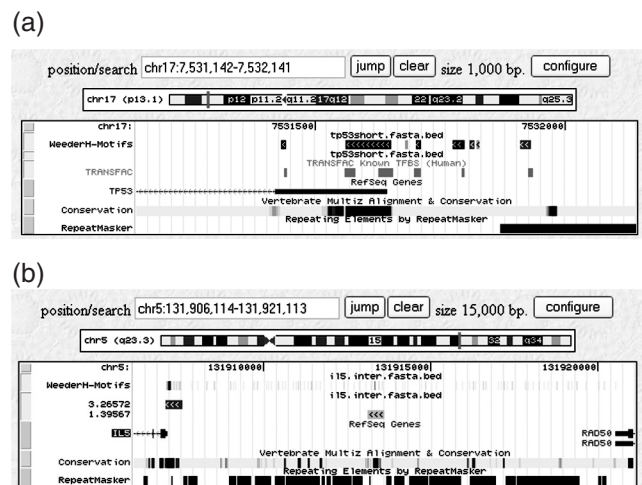 (a)
position/search chr17:7,531,142-7,532,141 jump clear size 1,000 bp. configure
chr17 (p13.1) p12 p11.2 q11.2 17q12 22 q23.2 q25.3
chr17: 7531500| 7532000|
tp53short.fasta.bed
WeederH-Motifs
tp53short.fasta.bed
TRANSFAC Known TFBS (Human)
TRANSFAC
RefSeq Genes
TP53
Vertebrate Multiz Alignment & Conservation
Conservation
Repeating Elements by RepeatMasker
RepeatMasker
(b)
position/search chr5:131,906,114-131,921,113 jump clear size 15,000 bp. configure
chr5 (q23.3) 15 32 q34
chr5: 131910000| 131915000| 131920000|
il5.inter.fasta.bed
WeederH-Motifs
il5.inter.fasta.bed
3.26572
1.39567
RefSeq Genes
IL5 RAD50
RAD50
Vertebrate Multiz Alignment & Conservation
Conservation
Repeating Elements by RepeatMasker
RepeatMasker